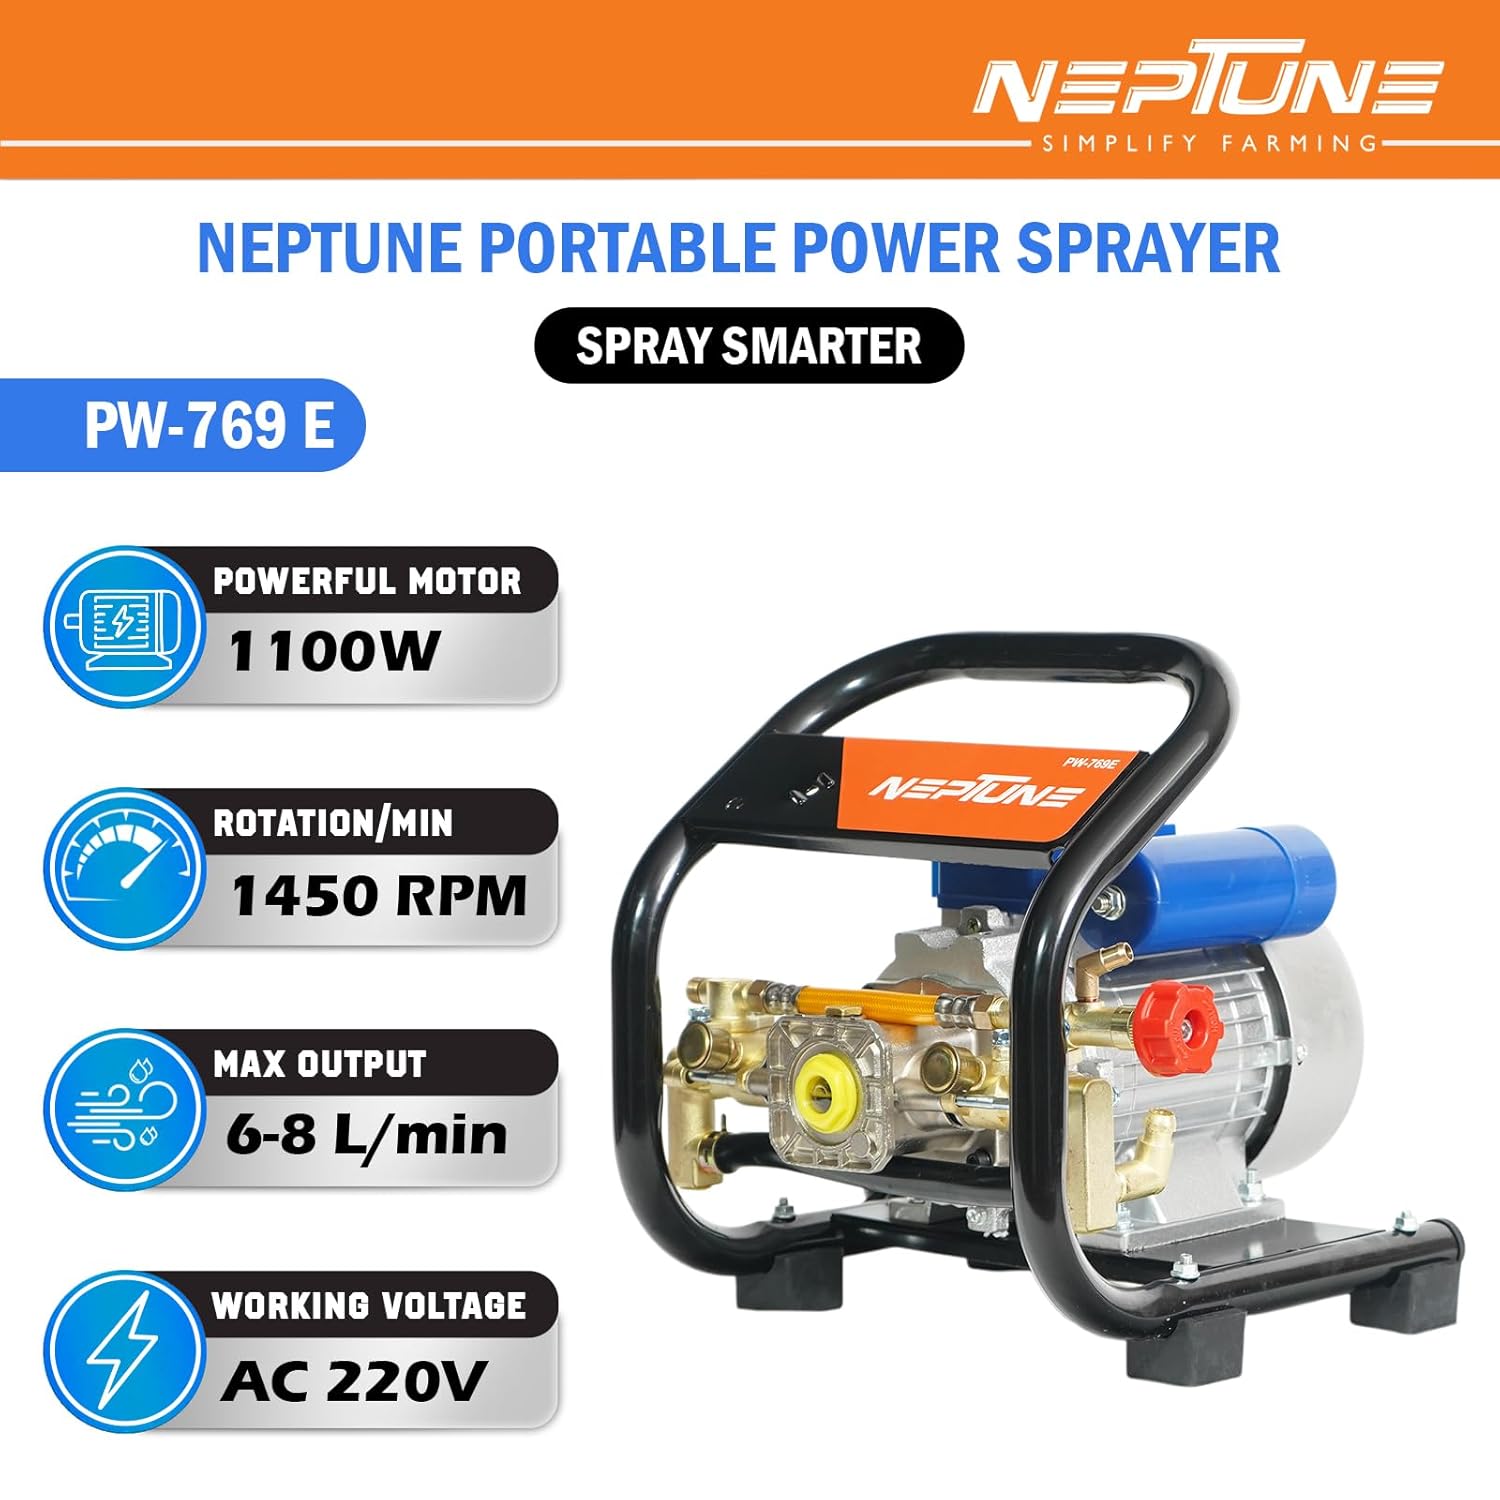 NEPTUNE
SIMPLIFY FARMING
NEPTUNE PORTABLE POWER SPRAYER
SPRAY SMARTER
PW-769 E
POWERFUL MOTOR
1100W
ROTATION/MIN
1450 RPM
MAX OUTPUT
6-8 L/min
WORKING VOLTAGE
AC 220V
PW-769E
NEPTUNE